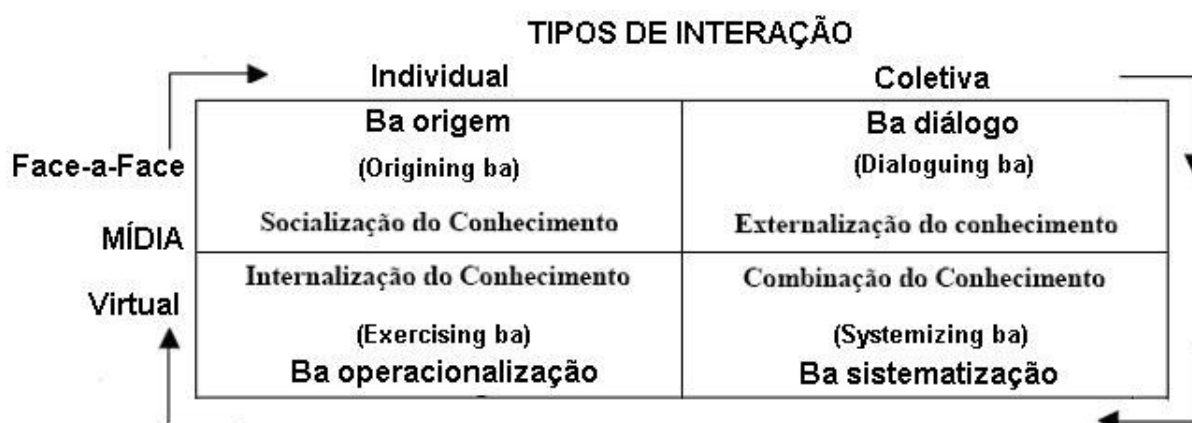 TIPOS DE INTERAÇÃO
Individual
Coletiva
Face-a-Face
MÍDIA
Virtual
Ba origem
(Origining ba)
Socialização do Conhecimento
Ba diálogo
(Dialoguing ba)
Externalização do conhecimento
Internalização do Conhecimento
(Exercising ba)
Ba operacionalização
Combinação do Conhecimento
(Systemizing ba)
Ba sistematização